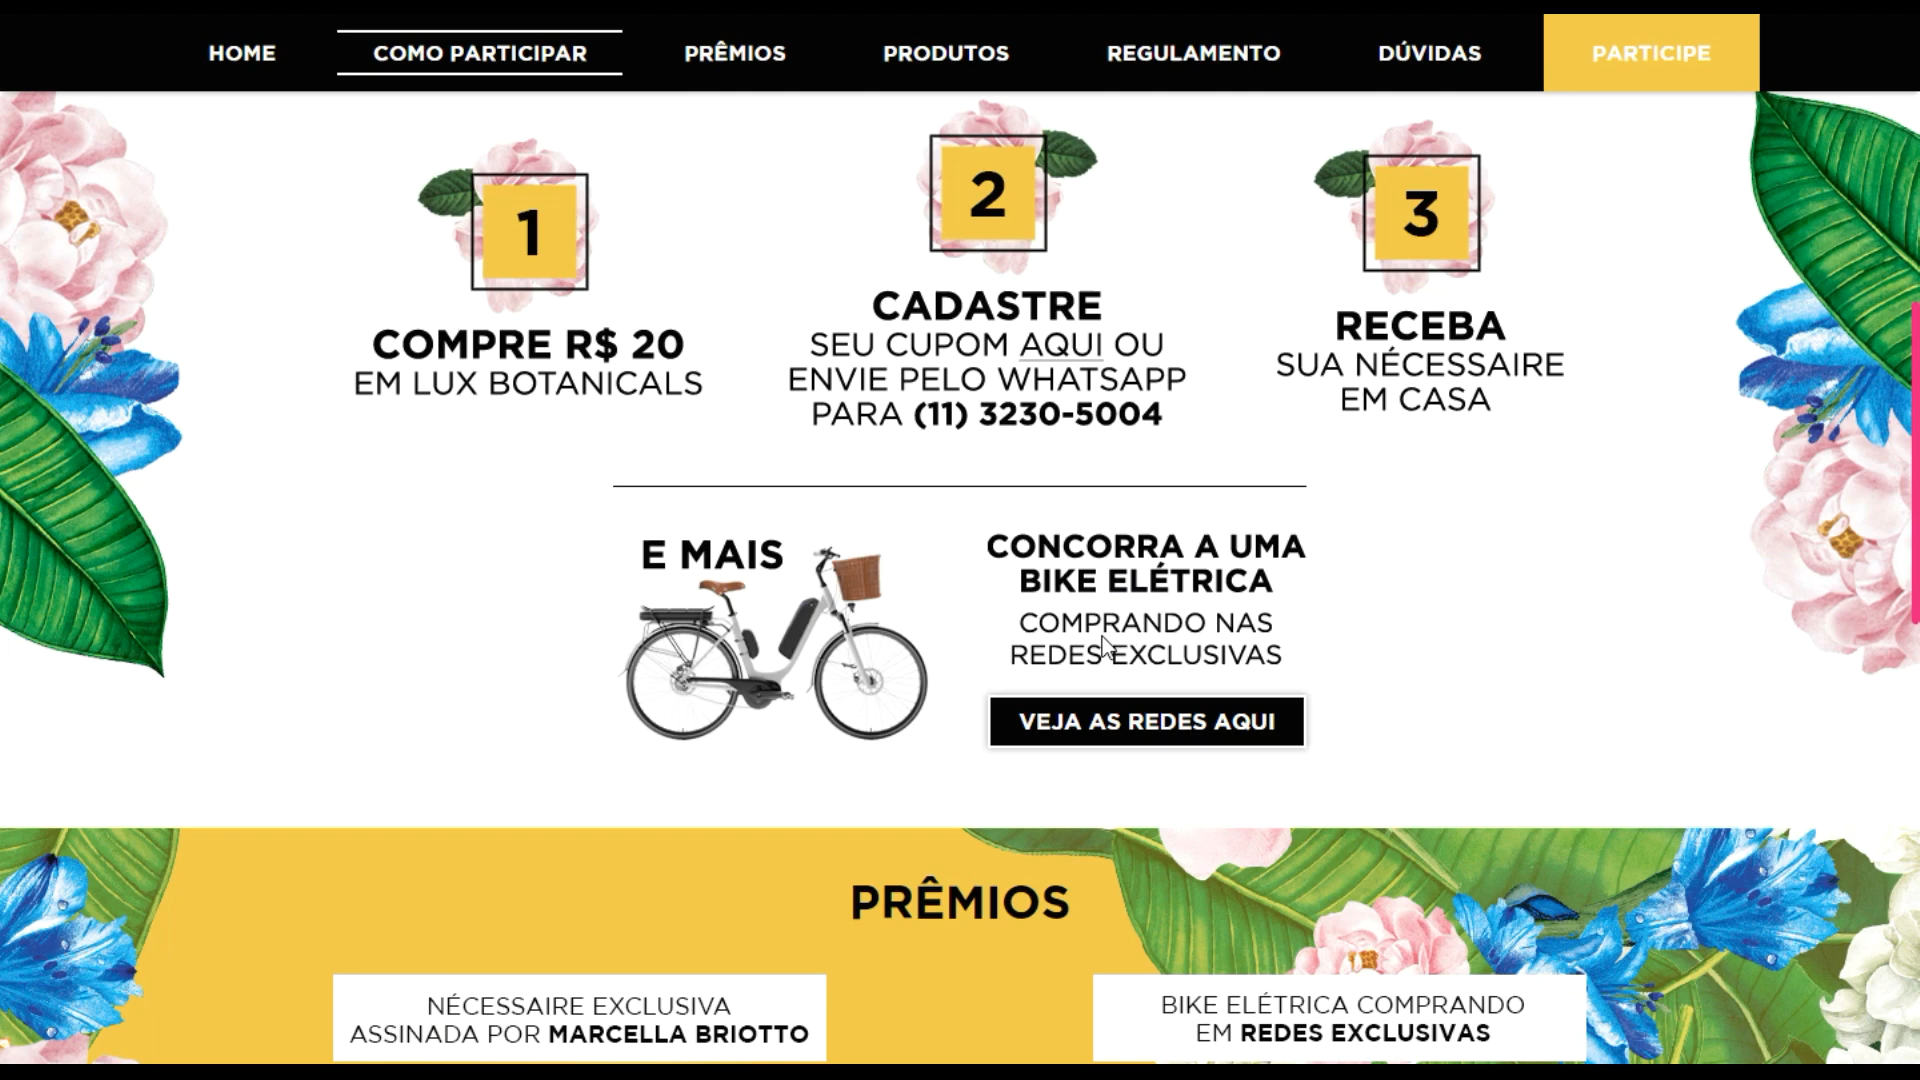 HOME
COMO PARTICIPAR
PRÊMIOS
PRODUTOS
REGULAMENTO
DÚVIDAS
PARTICIPE
1
COMPRE R$ 20
EM LUX BOTANICALS
2
CADASTRE
SEU CUPOM AQUI OU
ENVIE PELO WHATSAPP
PARA (11) 3230-5004
3
RECEBA
SUA NÉCESSAIRE
EM CASA
E MAIS
CONCORRA A UMA
BIKE ELÉTRICA
COMPRANDO NAS
REDES EXCLUSIVAS
VEJA AS REDES AQUI
PRÊMIOS
NÉCESSAIRE EXCLUSIVA
ASSINADA POR MARCELLA BRIOTTO
BIKE ELÉTRICA COMPRANDO
EM REDES EXCLUSIVAS